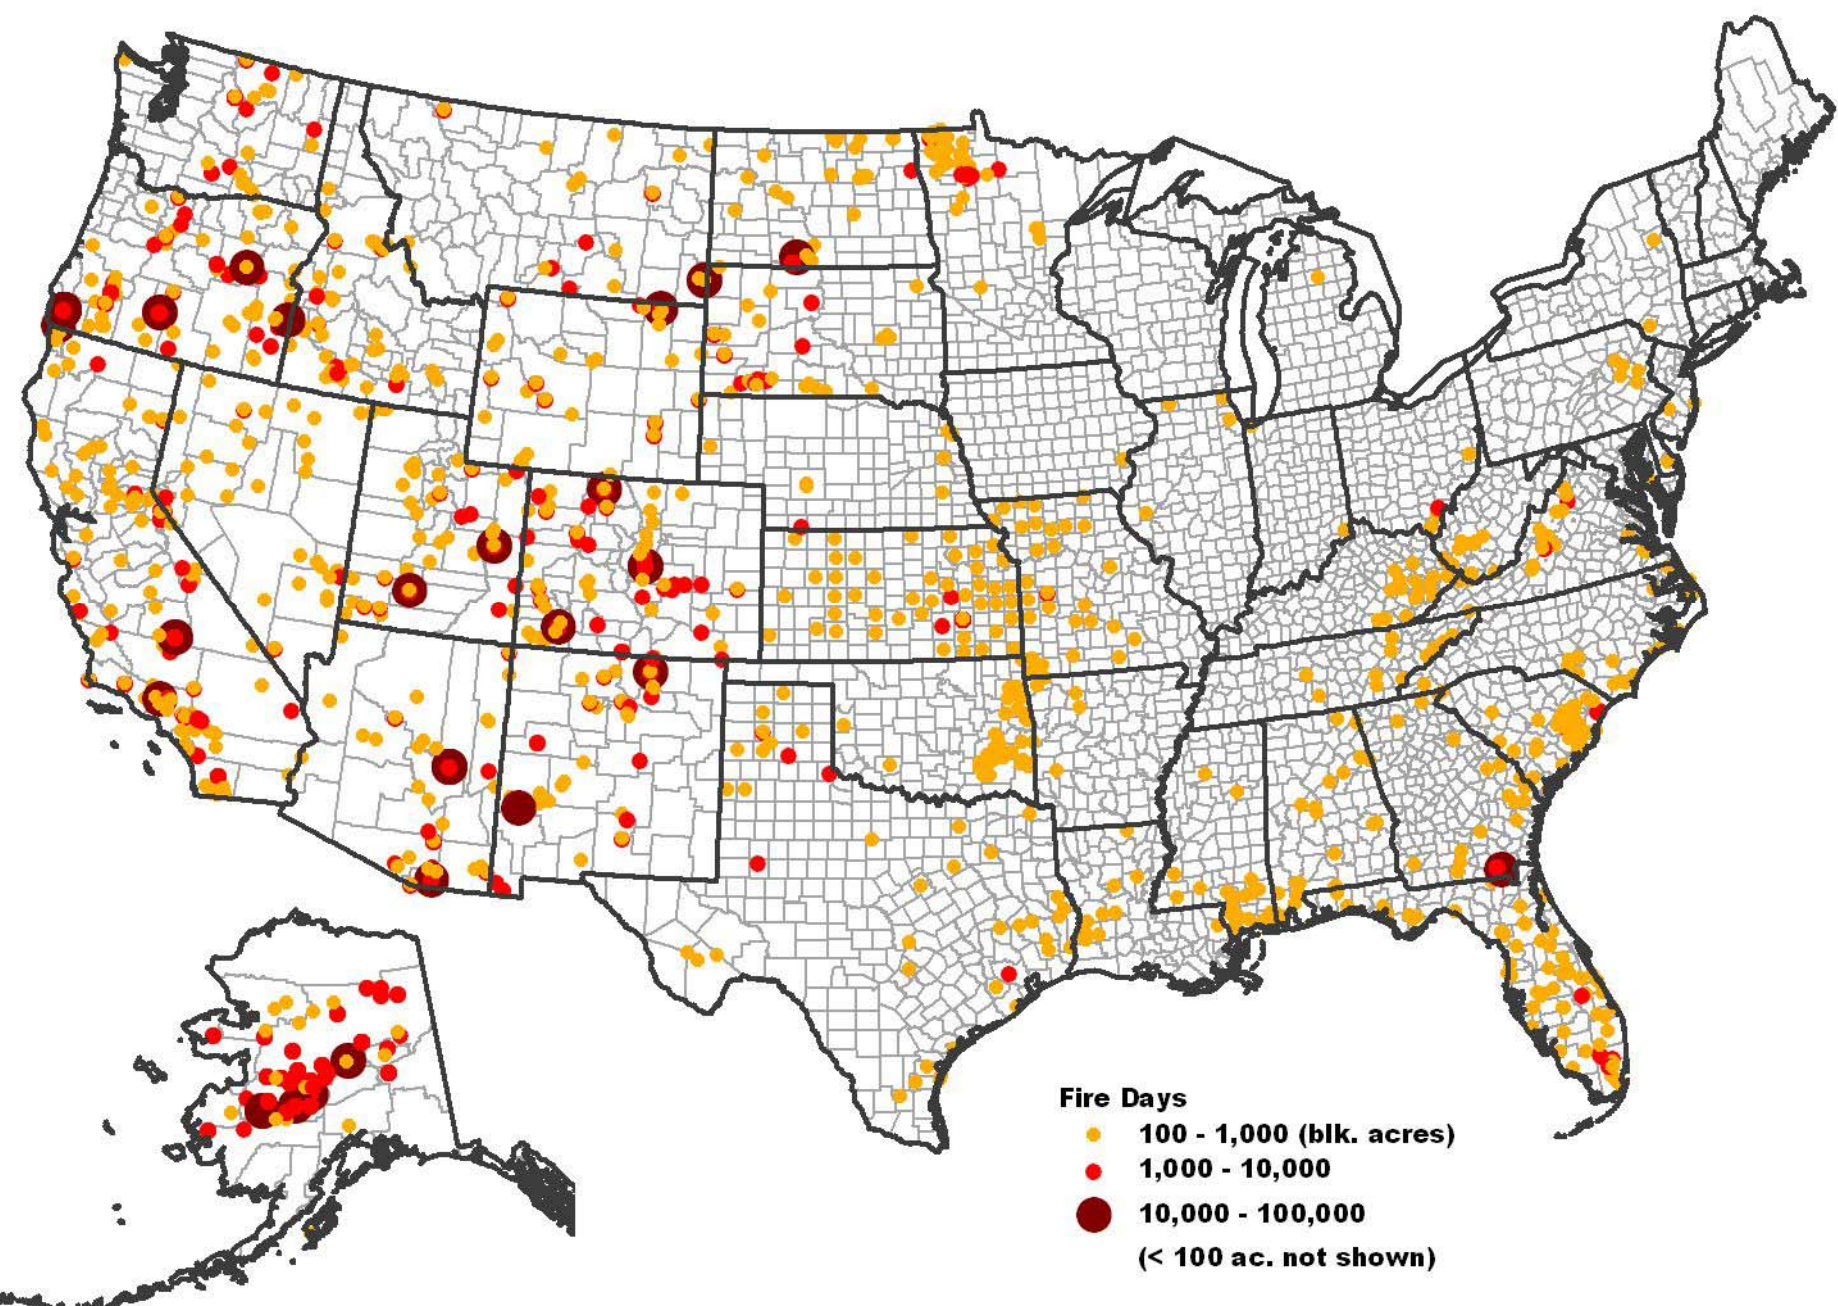 Fire Days
100 - 1,000 (blk. acres)
1,000 - 10,000
10,000 - 100,000
(< 100 ac. not shown)